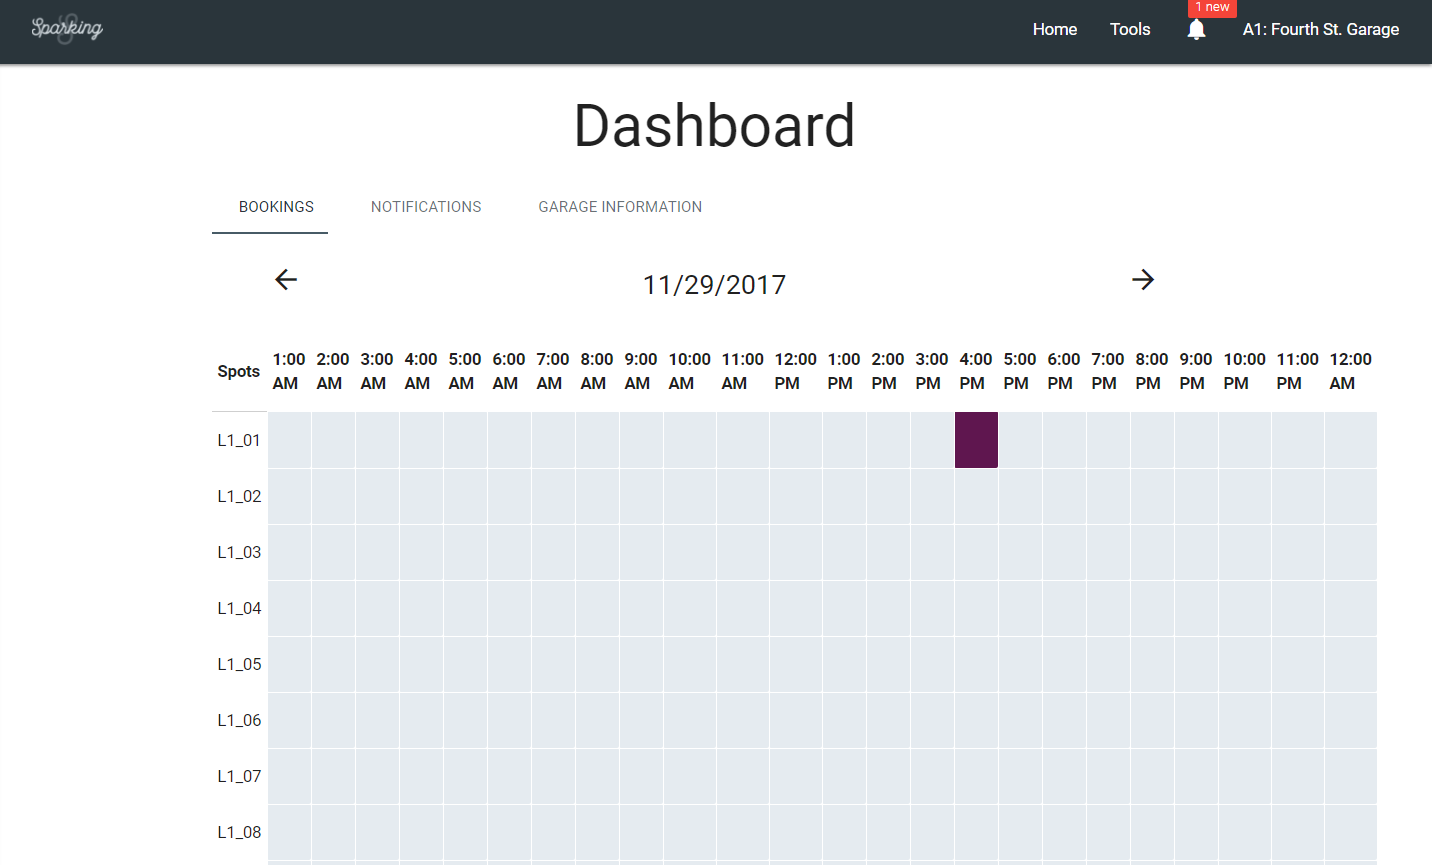 Sparking
1 new
Home Tools A1: Fourth St. Garage
Dashboard
BOOKINGS NOTIFICATIONS GARAGE INFORMATION
11/29/2017
Spots 1:00 AM 2:00 AM 3:00 AM 4:00 AM 5:00 AM 6:00 AM 7:00 AM 8:00 AM 9:00 AM 10:00 AM 11:00 AM 12:00 PM 1:00 PM 2:00 PM 3:00 PM 4:00 PM 5:00 PM 6:00 PM 7:00 PM 8:00 PM 9:00 PM 10:00 PM 11:00 PM 12:00 AM
L1_01
L1_02
L1_03
L1_04
L1_05
L1_06
L1_07
L1_08